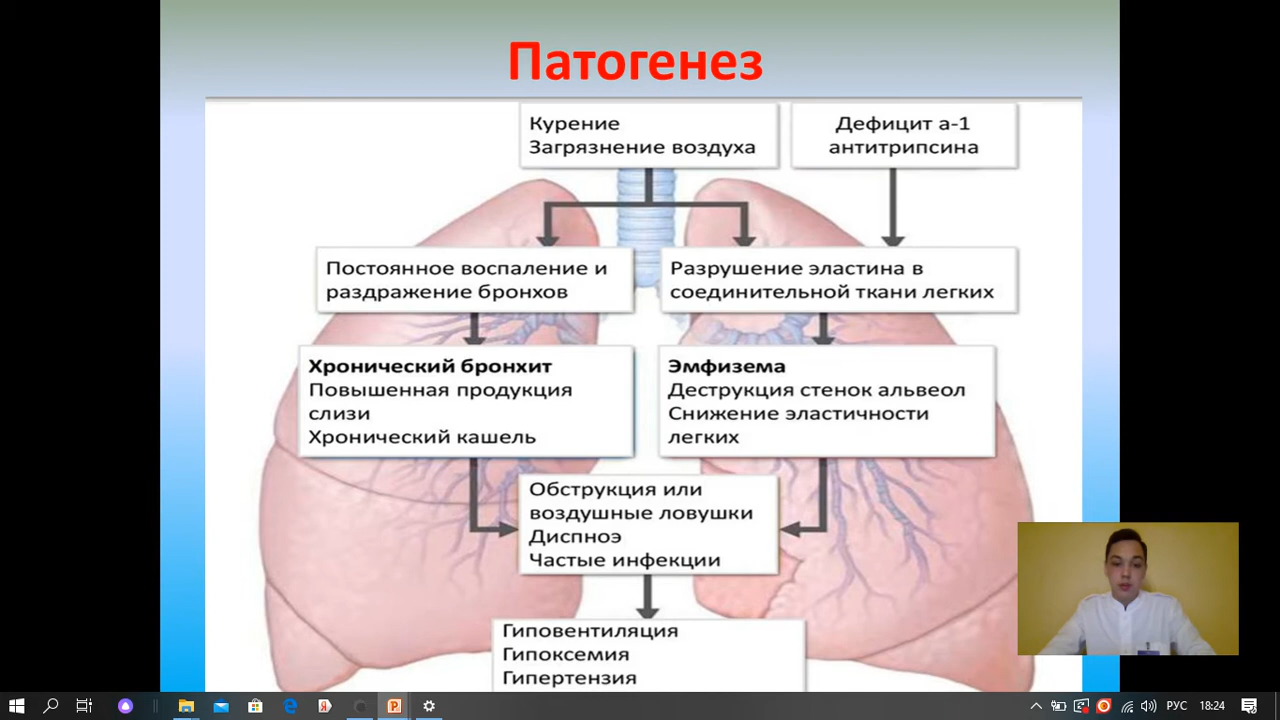 Патогенез
Курение
Загрязнение воздуха
Дефицит а-1
антитрипсина
Постоянное воспаление и
раздражение бронхов
Разрушение эластина в
соединительной ткани легких
Хронический бронхит
Повышенная продукция
слизи
Хронический кашель
Эмфизема
Деструкция стенок альвеол
Снижение эластичности
легких
Обструкция или
воздушные ловушки
Диспноэ
Частые инфекции
Гиповентиляция
Гипоксемия
Гипертензия
РУС
18:24